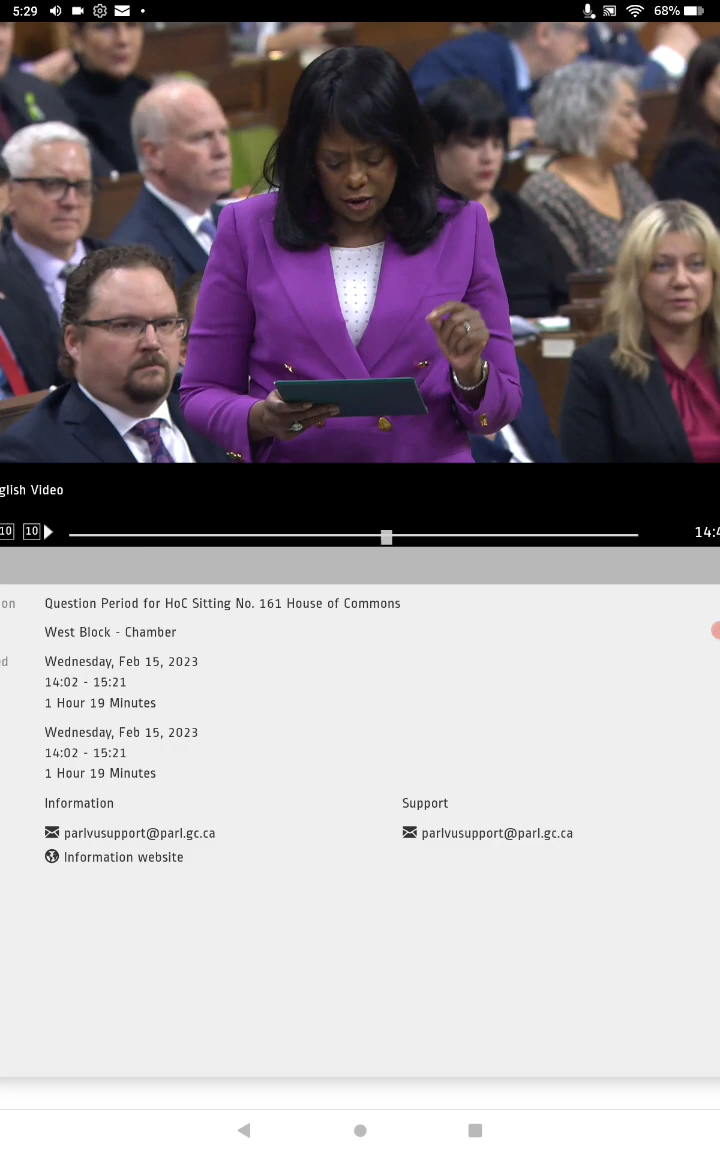 5:29
68%
glish Video
10 10
14:4
on
Question Period for HoC Sitting No. 161 House of Commons
West Block - Chamber
ed
Wednesday, Feb 15, 2023
14:02 - 15:21
1 Hour 19 Minutes
Wednesday, Feb 15, 2023
14:02 - 15:21
1 Hour 19 Minutes
Information
Support
parlvusupport@parl.gc.ca
parlvusupport@parl.gc.ca
Information website